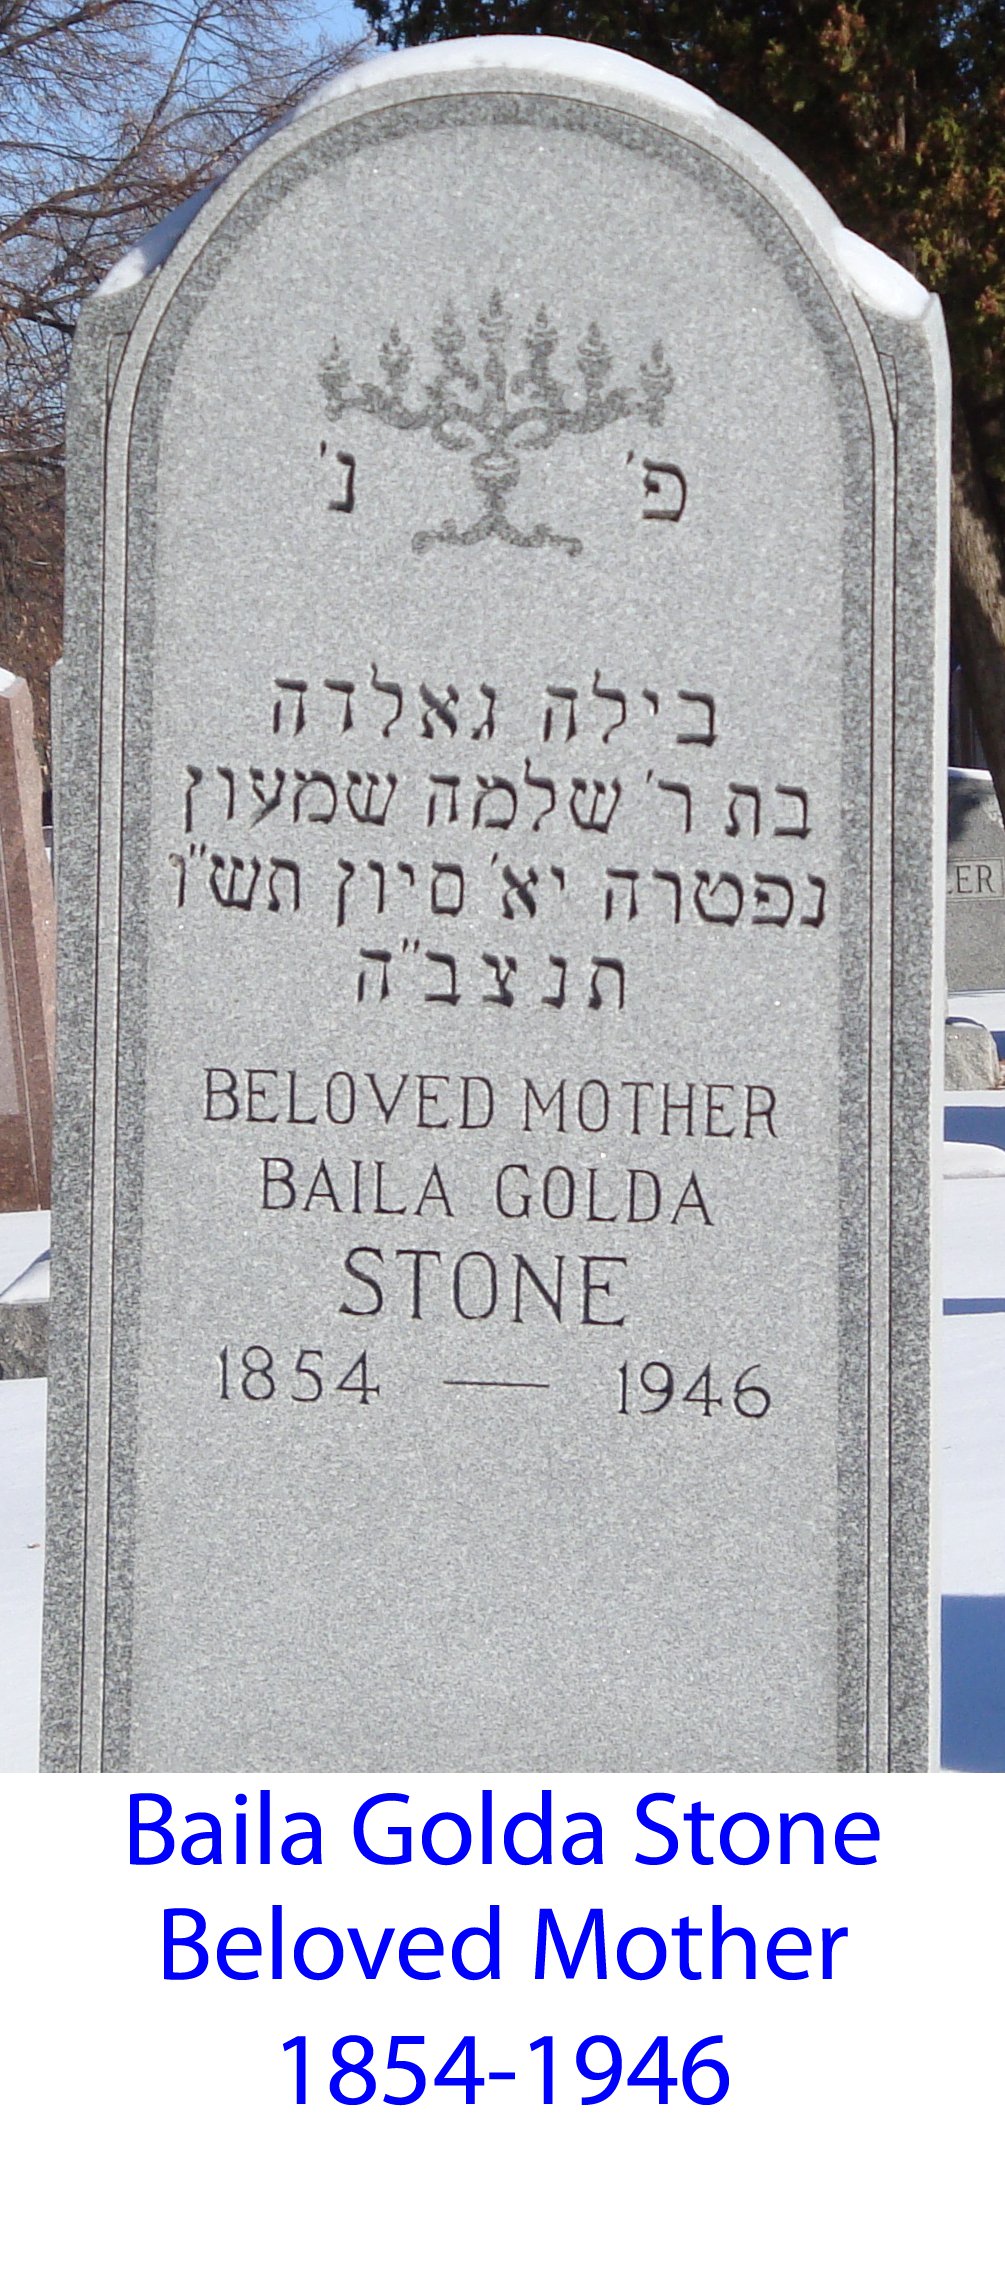 פ׳ נ׳
בילה גאלדה
בת ר׳ שלמה שמעון
נפטרה יא׳ סיון תש״ו
תנצב״ה
BELOVED MOTHER
BAILA GOLDA
STONE
1854 — 1946
Baila Golda Stone
Beloved Mother
1854-1946